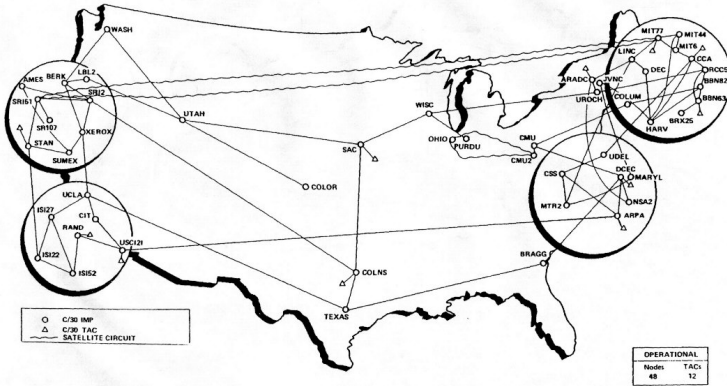 WASH
MIT77
MIT44
LINC
MIT6
CCA
RCC5
BBN82
BBN63
DEC
BRX25
HARV
AMES
BERK
LBL2
SRI51
SRI2
SRI07
XEROX
STAN
SUMEX
UTAH
WISC
ARADC
JVNC
UROCH
COLUM
OHIO
PURDU
CMU
CMU2
SAC
COLOR
UDEL
DCEC
CSS
MARYL
MTR2
NSA2
ARPA
UCLA
ISI27
CIT
RAND
USCI2I
ISI22
ISI52
COLNS
BRAGG
TEXAS
C/30 IMP
C/30 TAC
SATELLITE CIRCUIT
OPERATIONAL
Nodes TACs
48 12